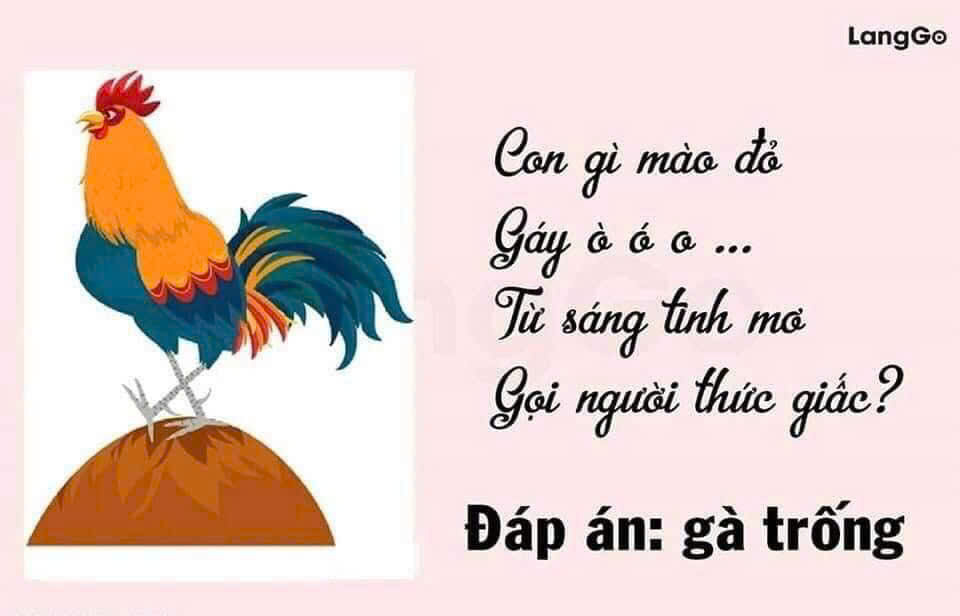 LangGo
Con gì mào đỏ
Gáy ò ó o ...
Từ sáng tinh mơ
Gọi người thức giấc?
Đáp án: gà trống